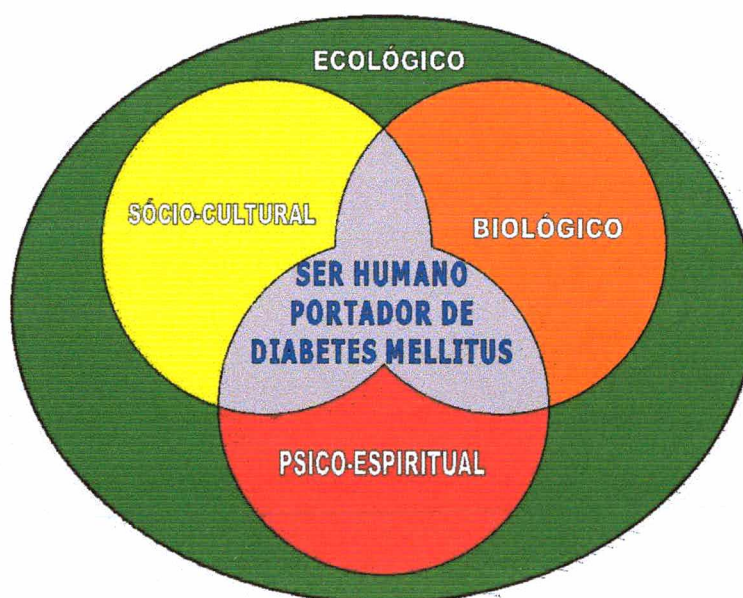 ECOLÓGICO
SÓCIO-CULTURAL
BIOLÓGICO
SER HUMANO
PORTADOR DE
DIABETES MELLITUS
PSICO-ESPIRITUAL